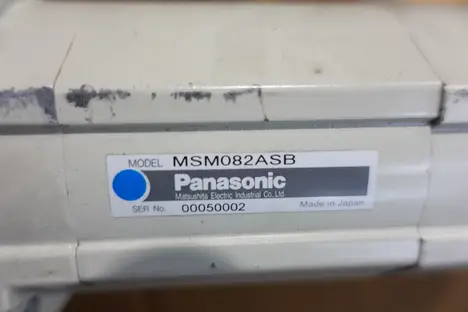 MODEL MSM082ASB
Panasonic
Matsushita Electric Industrial Co., Ltd.
SER No. 00050002 Made in Japan